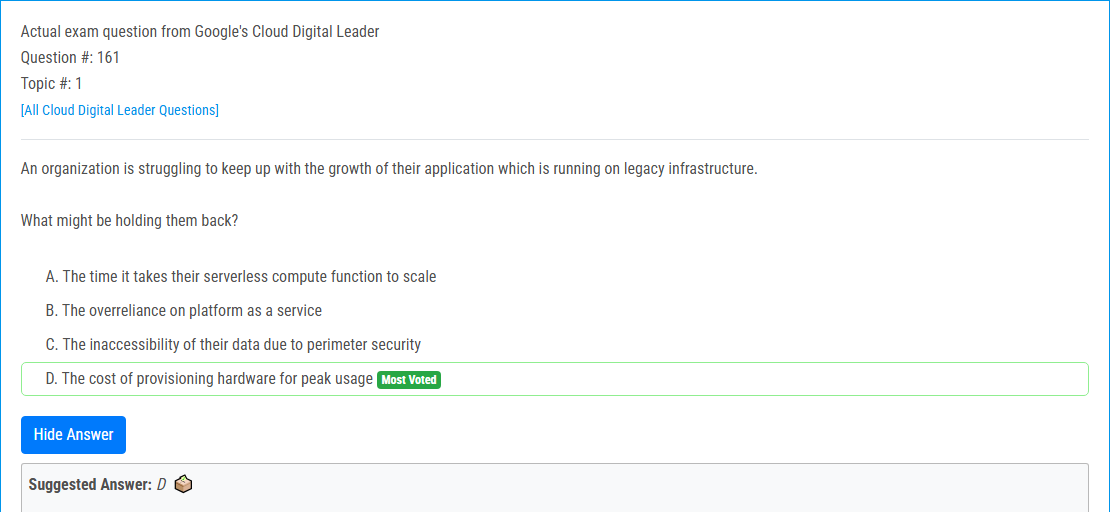 Actual exam question from Google's Cloud Digital Leader
Question #: 161
Topic #: 1
[All Cloud Digital Leader Questions]
An organization is struggling to keep up with the growth of their application which is running on legacy infrastructure.
What might be holding them back?
A. The time it takes their serverless compute function to scale
B. The overreliance on platform as a service
C. The inaccessibility of their data due to perimeter security
D. The cost of provisioning hardware for peak usage Most Voted
Hide Answer
Suggested Answer: D